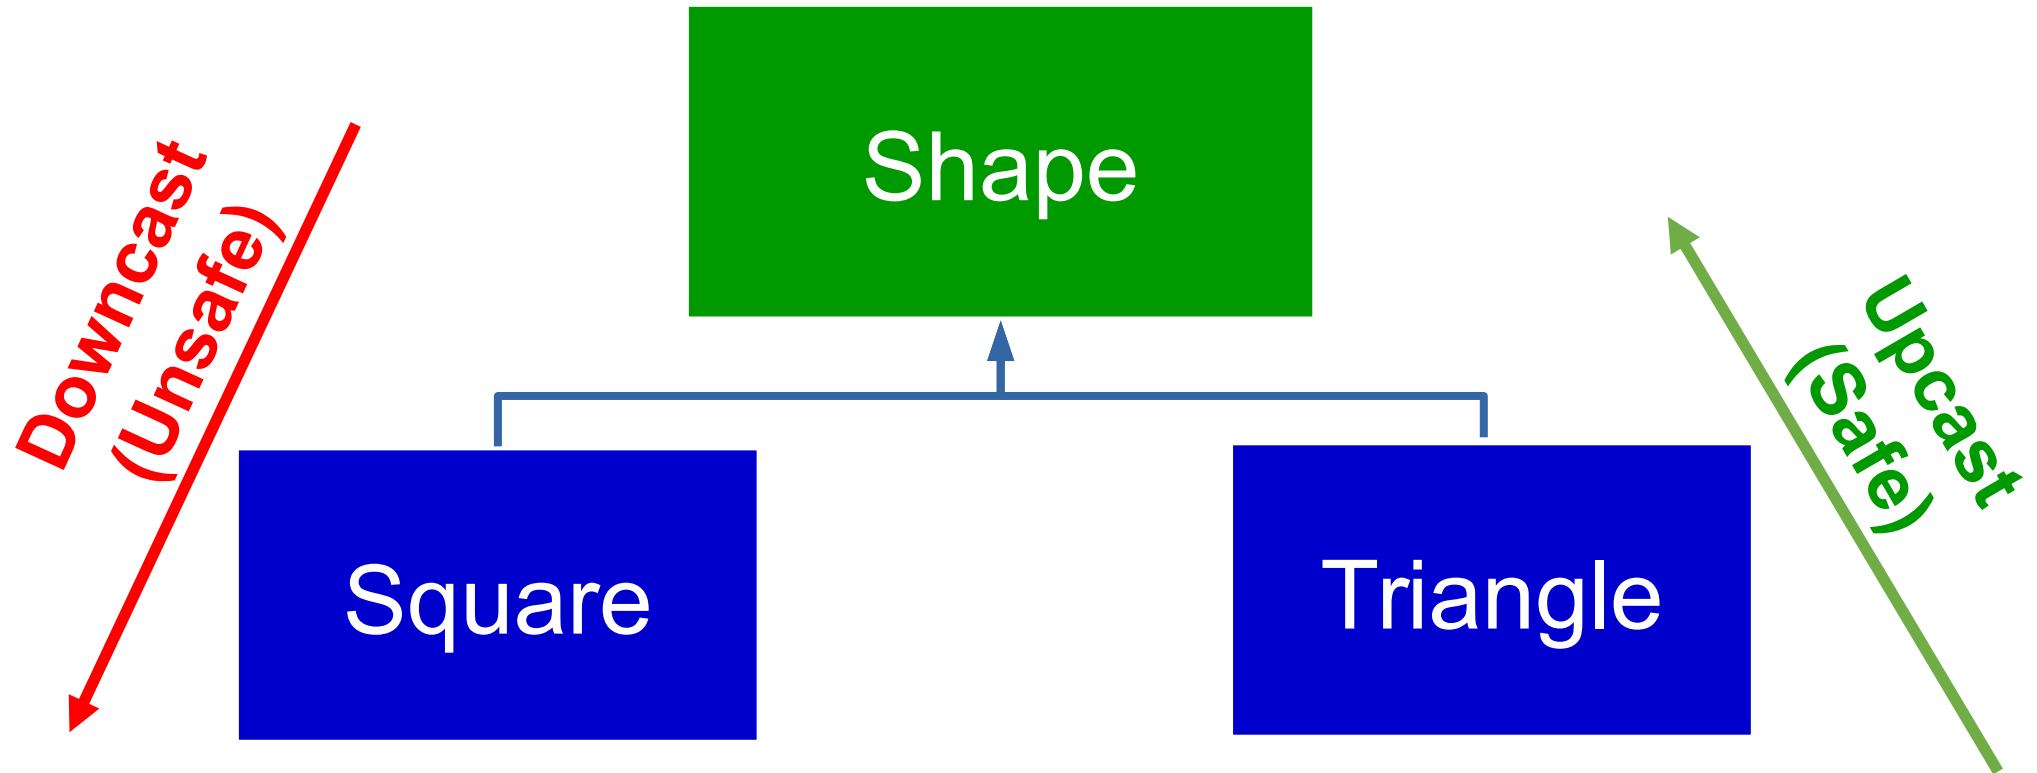 Shape
Downcast
(Unsafe)
Upcast
(Safe)
Square
Triangle